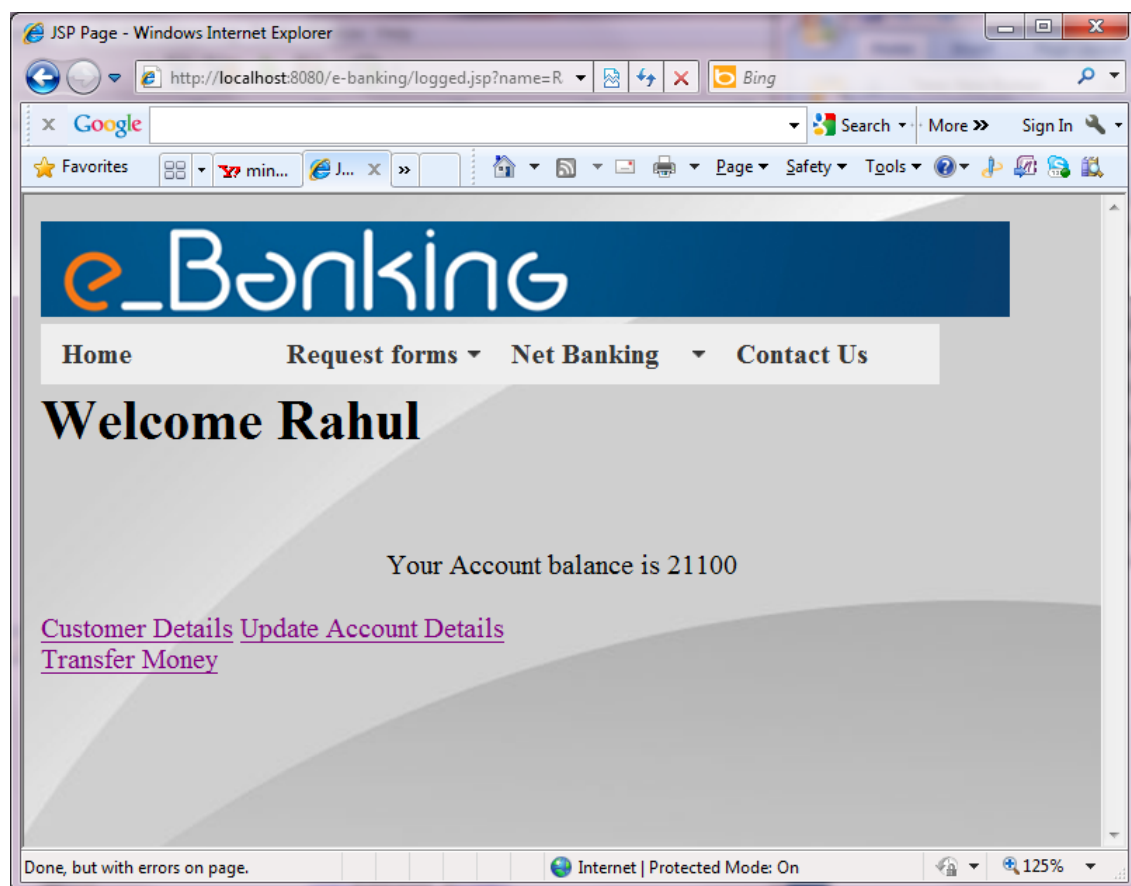 JSP Page - Windows Internet Explorer
http://localhost:8080/e-banking/logged.jsp?name=R
Bing
x Google
Search
More »
Sign In
Favorites
min...
J... X
»
Page
Safety
Tools
e_Banking
Home
Request forms
Net Banking
Contact Us
Welcome Rahul
Your Account balance is 21100
Customer Details Update Account Details
Transfer Money
Done, but with errors on page.
Internet | Protected Mode: On
125%